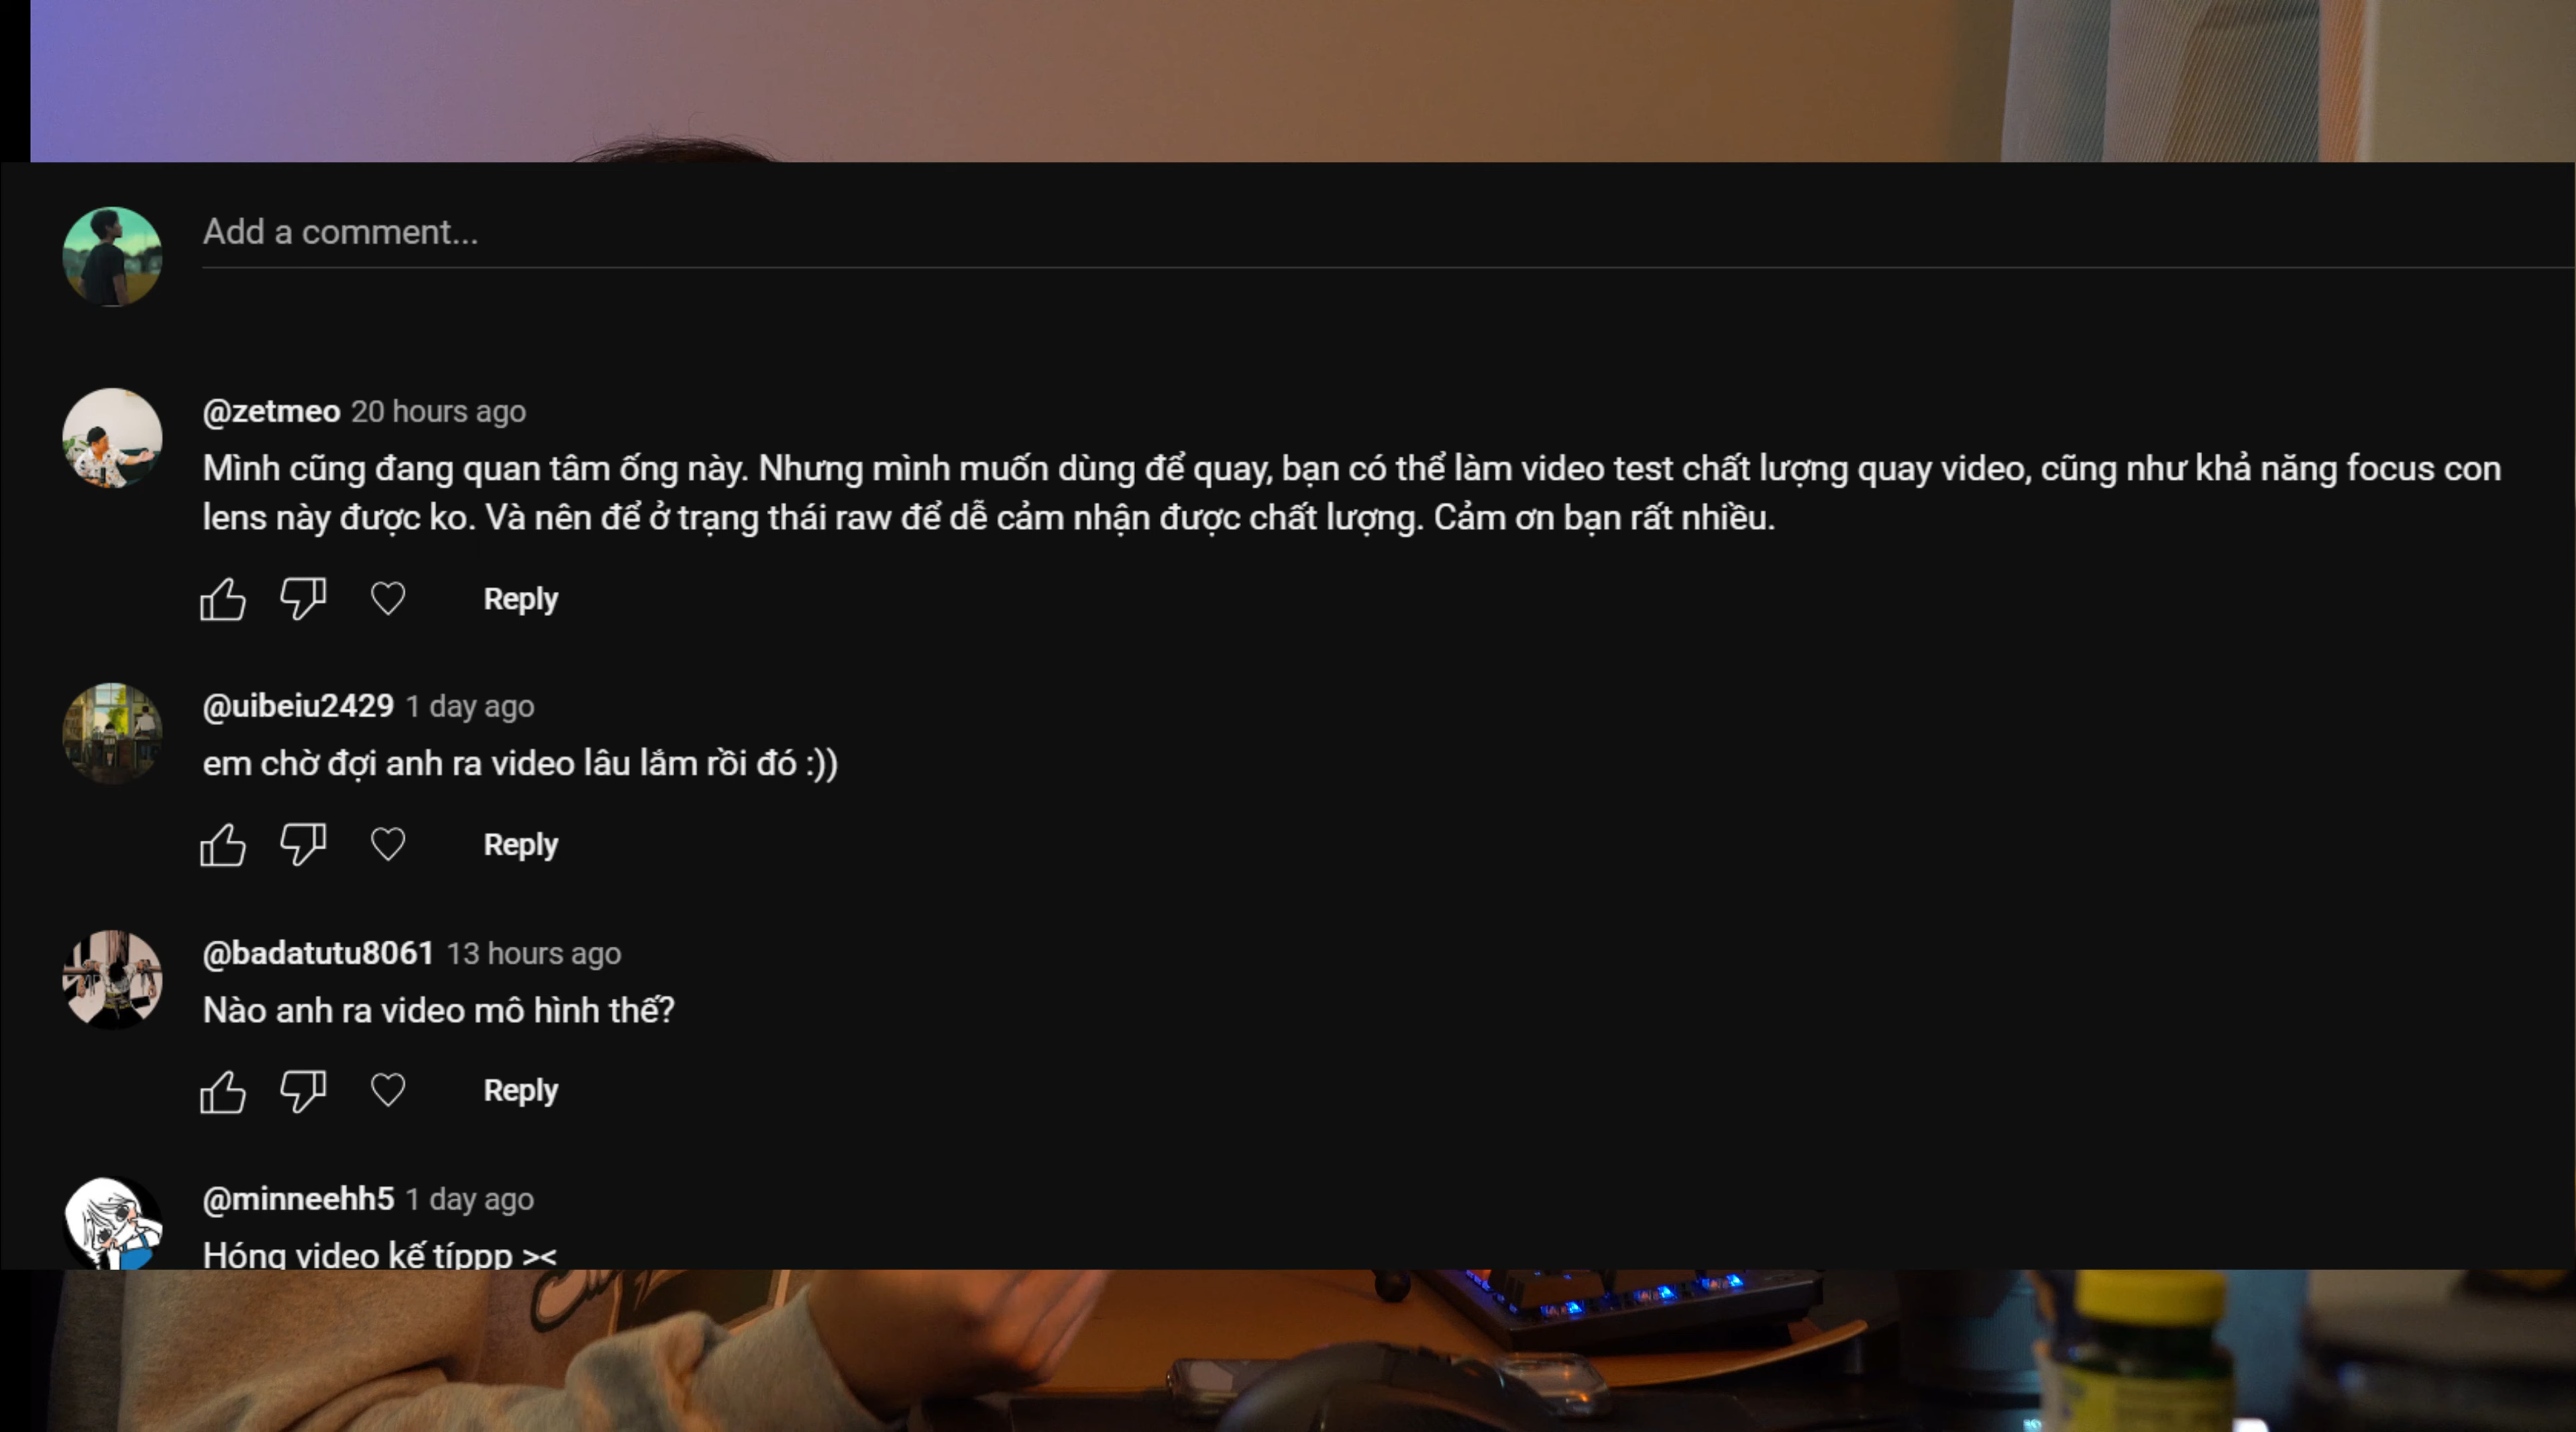 Add a comment...
@zetmeo 20 hours ago
Mình cũng đang quan tâm ống này. Nhưng mình muốn dùng để quay, bạn có thể làm video test chất lượng quay video, cũng như khả năng focus con
lens này được ko. Và nên để ở trạng thái raw để dễ cảm nhận được chất lượng. Cảm ơn bạn rất nhiều.
Reply
@uibeiu2429 1 day ago
em chờ đợi anh ra video lâu lắm rồi đó :))
Reply
@badatutu8061 13 hours ago
Nào anh ra video mô hình thế?
Reply
@minneehh5 1 day ago
Hóng video kế típpp ><